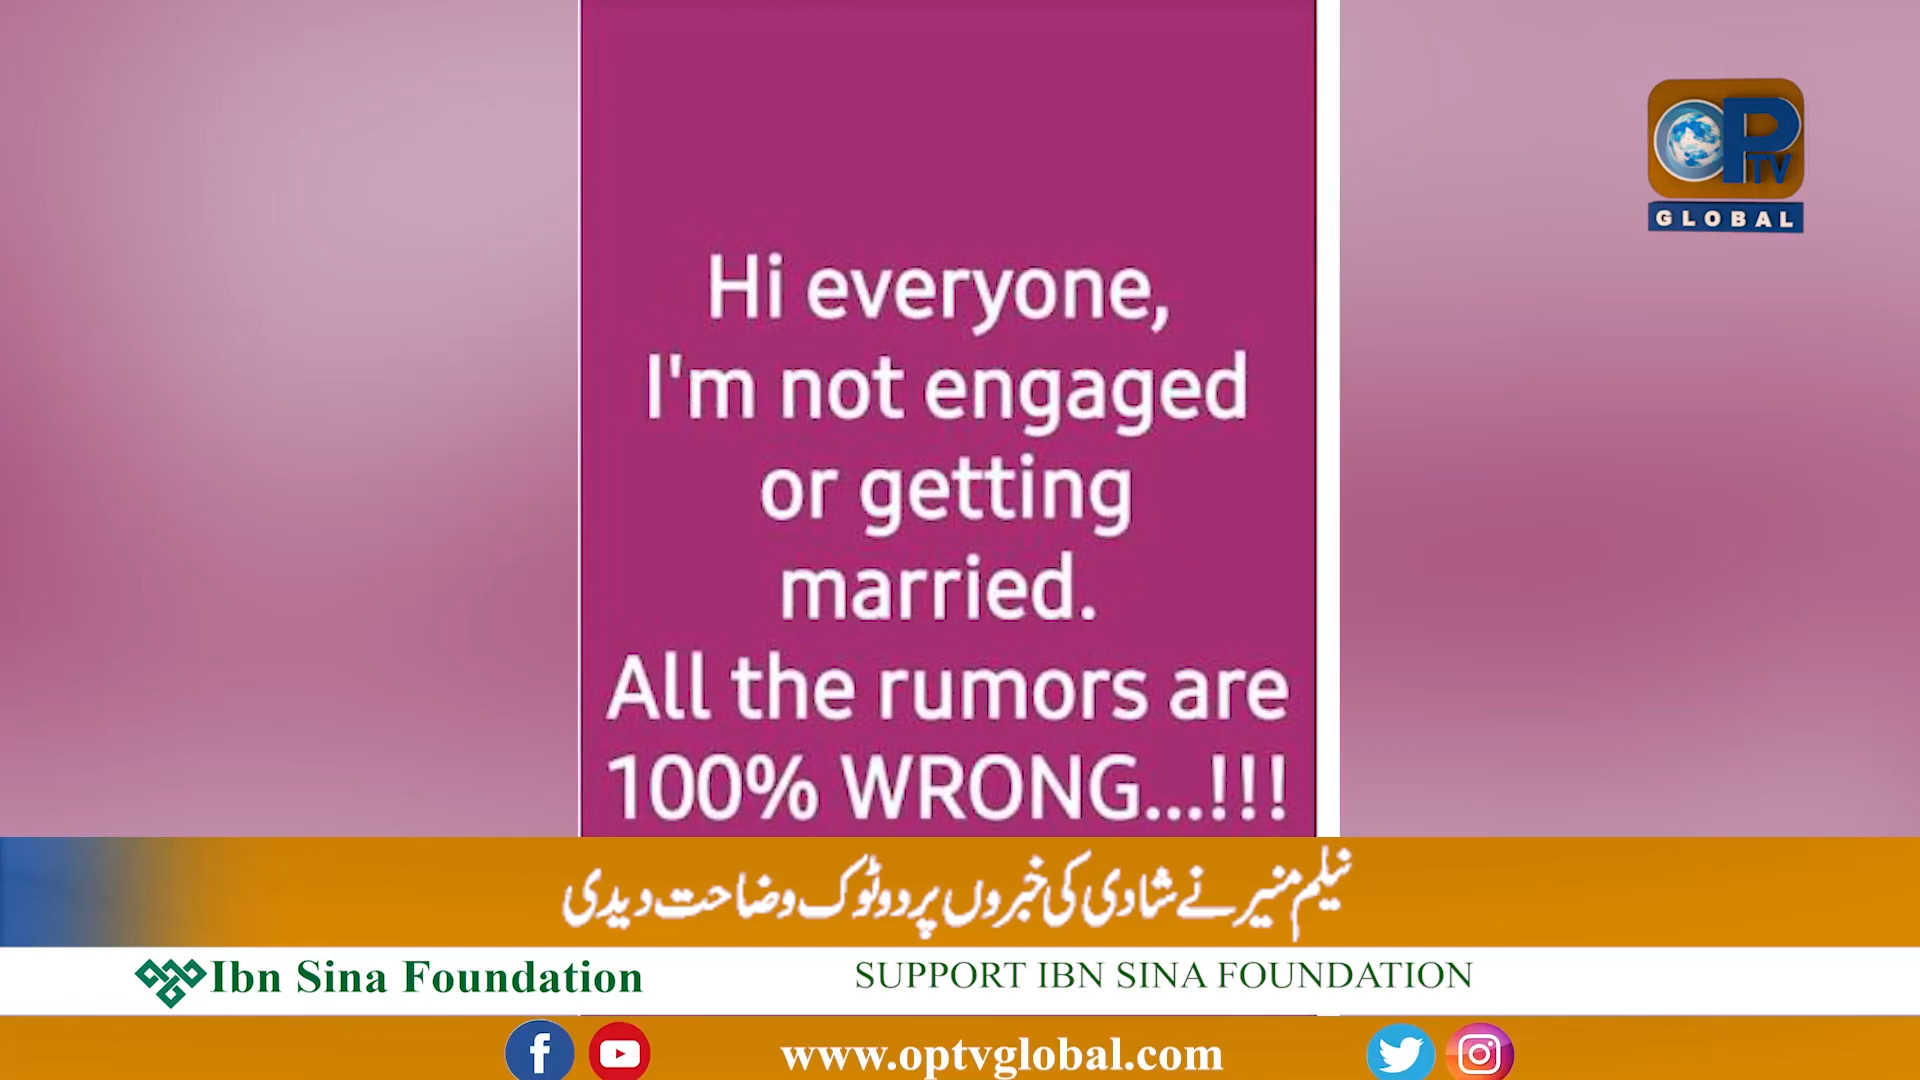 OPTV
GLOBAL
Hi everyone,
I'm not engaged
or getting
married.
All the rumors are
100% WRONG...!!!
نیلم منیر نے شادی کی خبروں پر دوٹوک وضاحت دیدی
Ibn Sina Foundation
SUPPORT IBN SINA FOUNDATION
www.optvglobal.com